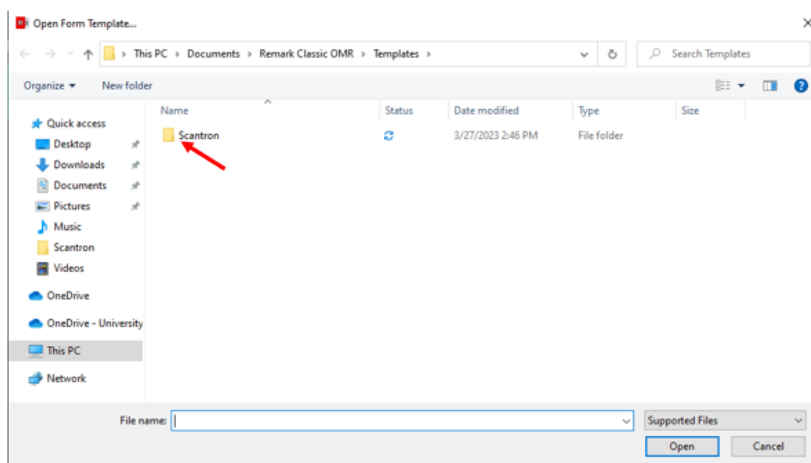 Open Form Template...
This PC > Documents > Remark Classic OMR > Templates >
Search Templates
Organize
New folder
Name
Status
Date modified
Type
Size
Quick access
Desktop
Downloads
Documents
Pictures
Music
Scantron
Videos
OneDrive
OneDrive - University
This PC
Network
Scantron
3/27/2023 2:46 PM
File folder
File name:
Supported Files
Open
Cancel